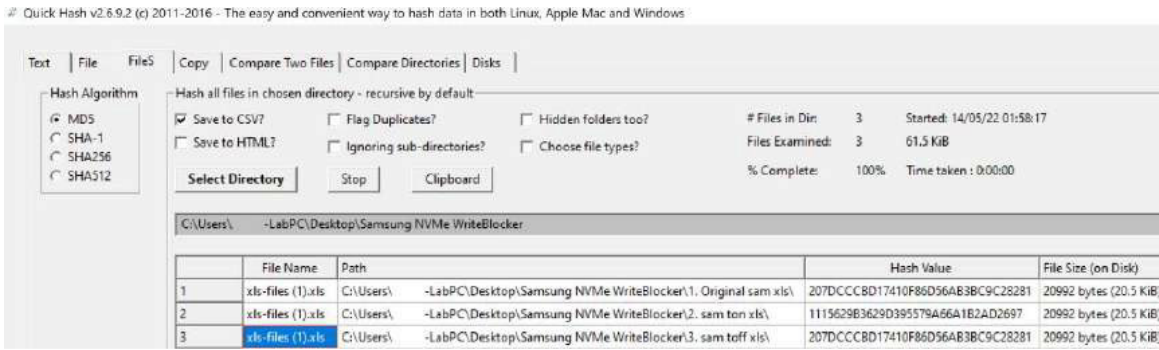 Quick Hash v2.6.9.2 (c) 2011-2016 - The easy and convenient way to hash data in both Linux, Apple Mac and Windows
Text File FileS Copy Compare Two Files Compare Directories Disks
Hash Algorithm
MD5
SHA-1
SHA256
SHA512
Hash all files in chosen directory - recursive by default
Save to CSV? Flag Duplicates? Hidden folders too?
Save to HTML? Ignoring sub-directories? Choose file types?
Select Directory Stop Clipboard
# Files in Dir: 3 Started: 14/05/22 01:58:17
Files Examined: 3 61.5 KiB
% Complete: 100% Time taken : 0:00:00
C:\Users\ -LabPC\Desktop\Samsung NVMe WriteBlocker
File Name Path Hash Value File Size (on Disk)
1 xls-files (1).xls C:\Users\ -LabPC\Desktop\Samsung NVMe WriteBlocker\1. Original sam xls\ 207DCCCBD17410F86D56AB3BC9C28281 20992 bytes (20.5 KiB)
2 xls-files (1).xls C:\Users\ -LabPC\Desktop\Samsung NVMe WriteBlocker\2. sam ton xls\ 1115629B3629D395579A66A1B2AD2697 20992 bytes (20.5 KiB)
3 xls-files (1).xls C:\Users\ -LabPC\Desktop\Samsung NVMe WriteBlocker\3. sam toff xls\ 207DCCCBD17410F86D56AB3BC9C28281 20992 bytes (20.5 KiB)